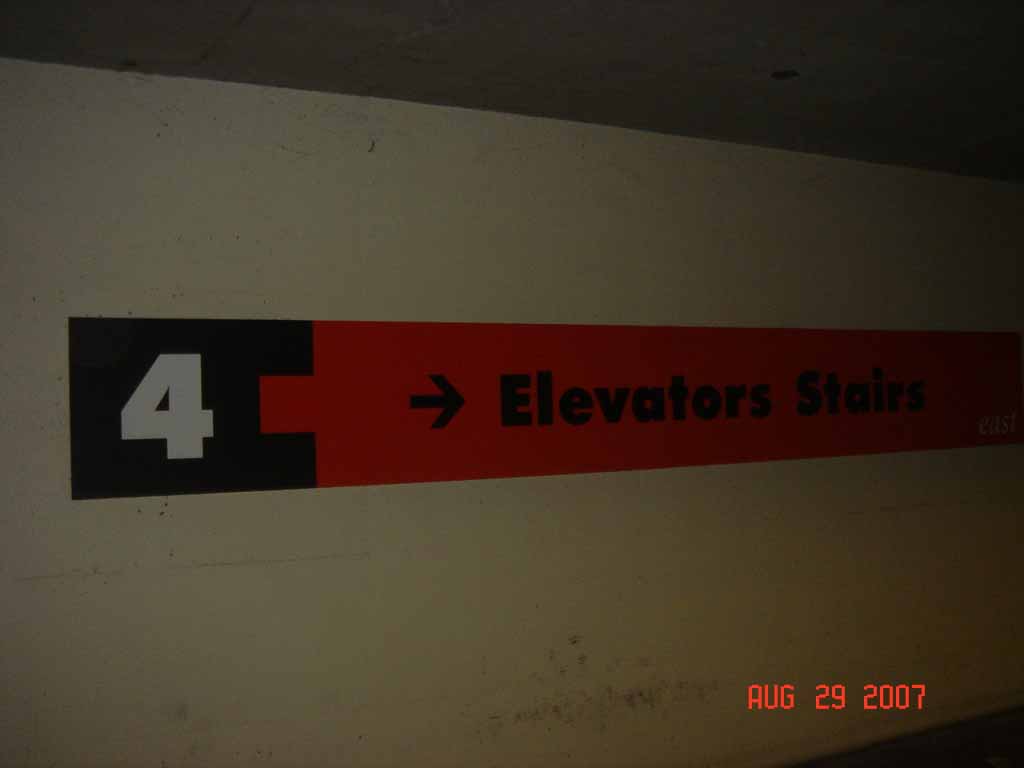 4 → Elevators Stairs
east
AUG 29 2007